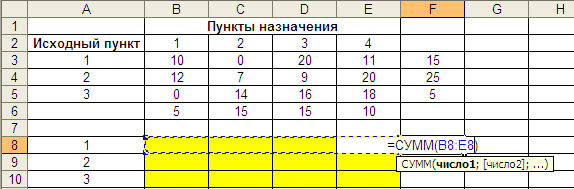 A B C D E F G H
1 Пункты назначения
2 Исходный пункт 1 2 3 4
3 1 10 0 20 11 15
4 2 12 7 9 20 25
5 3 0 14 16 18 5
6 5 15 15 10
7
8 1 =СУММ(B8:E8)
9 2 СУММ(число1; [число2]; ...)
10 3